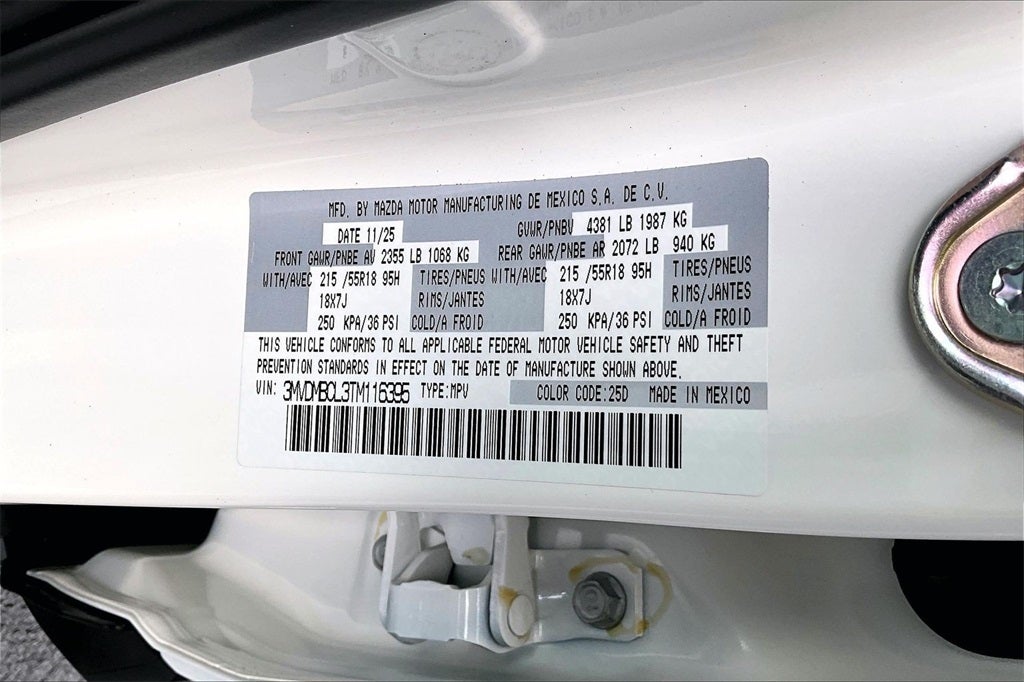 MFD. BY MAZDA MOTOR MANUFACTURING DE MEXICO S.A. DE C.V.
DATE 11/25 GVWR/PNBV 4381 LB 1987 KG
FRONT GAWR/PNBE AV 2355 LB 1068 KG REAR GAWR/PNBE AR 2072 LB 940 KG
WITH/AVEC 215 /55R18 95H TIRES/PNEUS WITH/AVEC 215 /55R18 95H TIRES/PNEUS
18X7J RIMS/JANTES 18X7J RIMS/JANTES
250 KPA/36 PSI COLD/A FROID 250 KPA/36 PSI COLD/A FROID
THIS VEHICLE CONFORMS TO ALL APPLICABLE FEDERAL MOTOR VEHICLE SAFETY AND THEFT
PREVENTION STANDARDS IN EFFECT ON THE DATE OF MANUFACTURE SHOWN ABOVE.
VIN: 3MVDMBCL3TM116395 TYPE:MPV COLOR CODE:25D MADE IN MEXICO